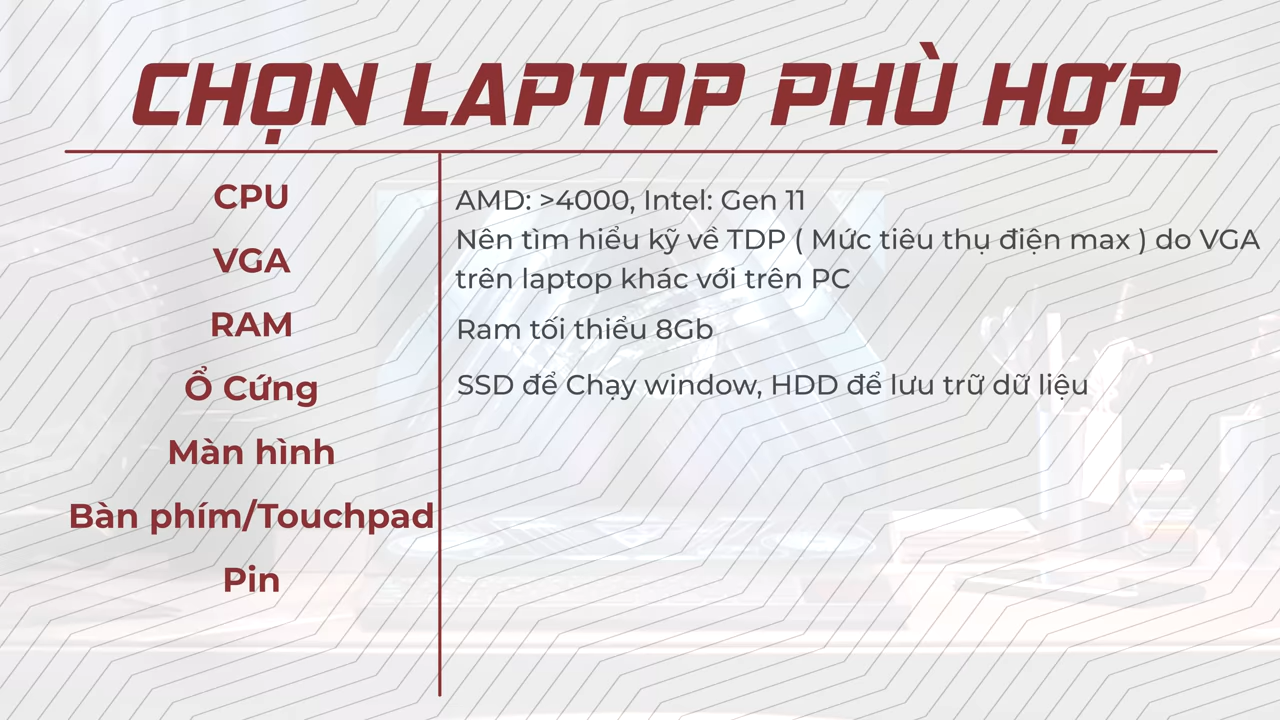 CHỌN LAPTOP PHÙ HỢP
CPU
AMD: >4000, Intel: Gen 11
VGA
Nên tìm hiểu kỹ về TDP ( Mức tiêu thụ điện max ) do VGA
trên laptop khác với trên PC
RAM
Ram tối thiểu 8Gb
Ổ Cứng
SSD để Chạy window, HDD để lưu trữ dữ liệu
Màn hình
Bàn phím/Touchpad
Pin